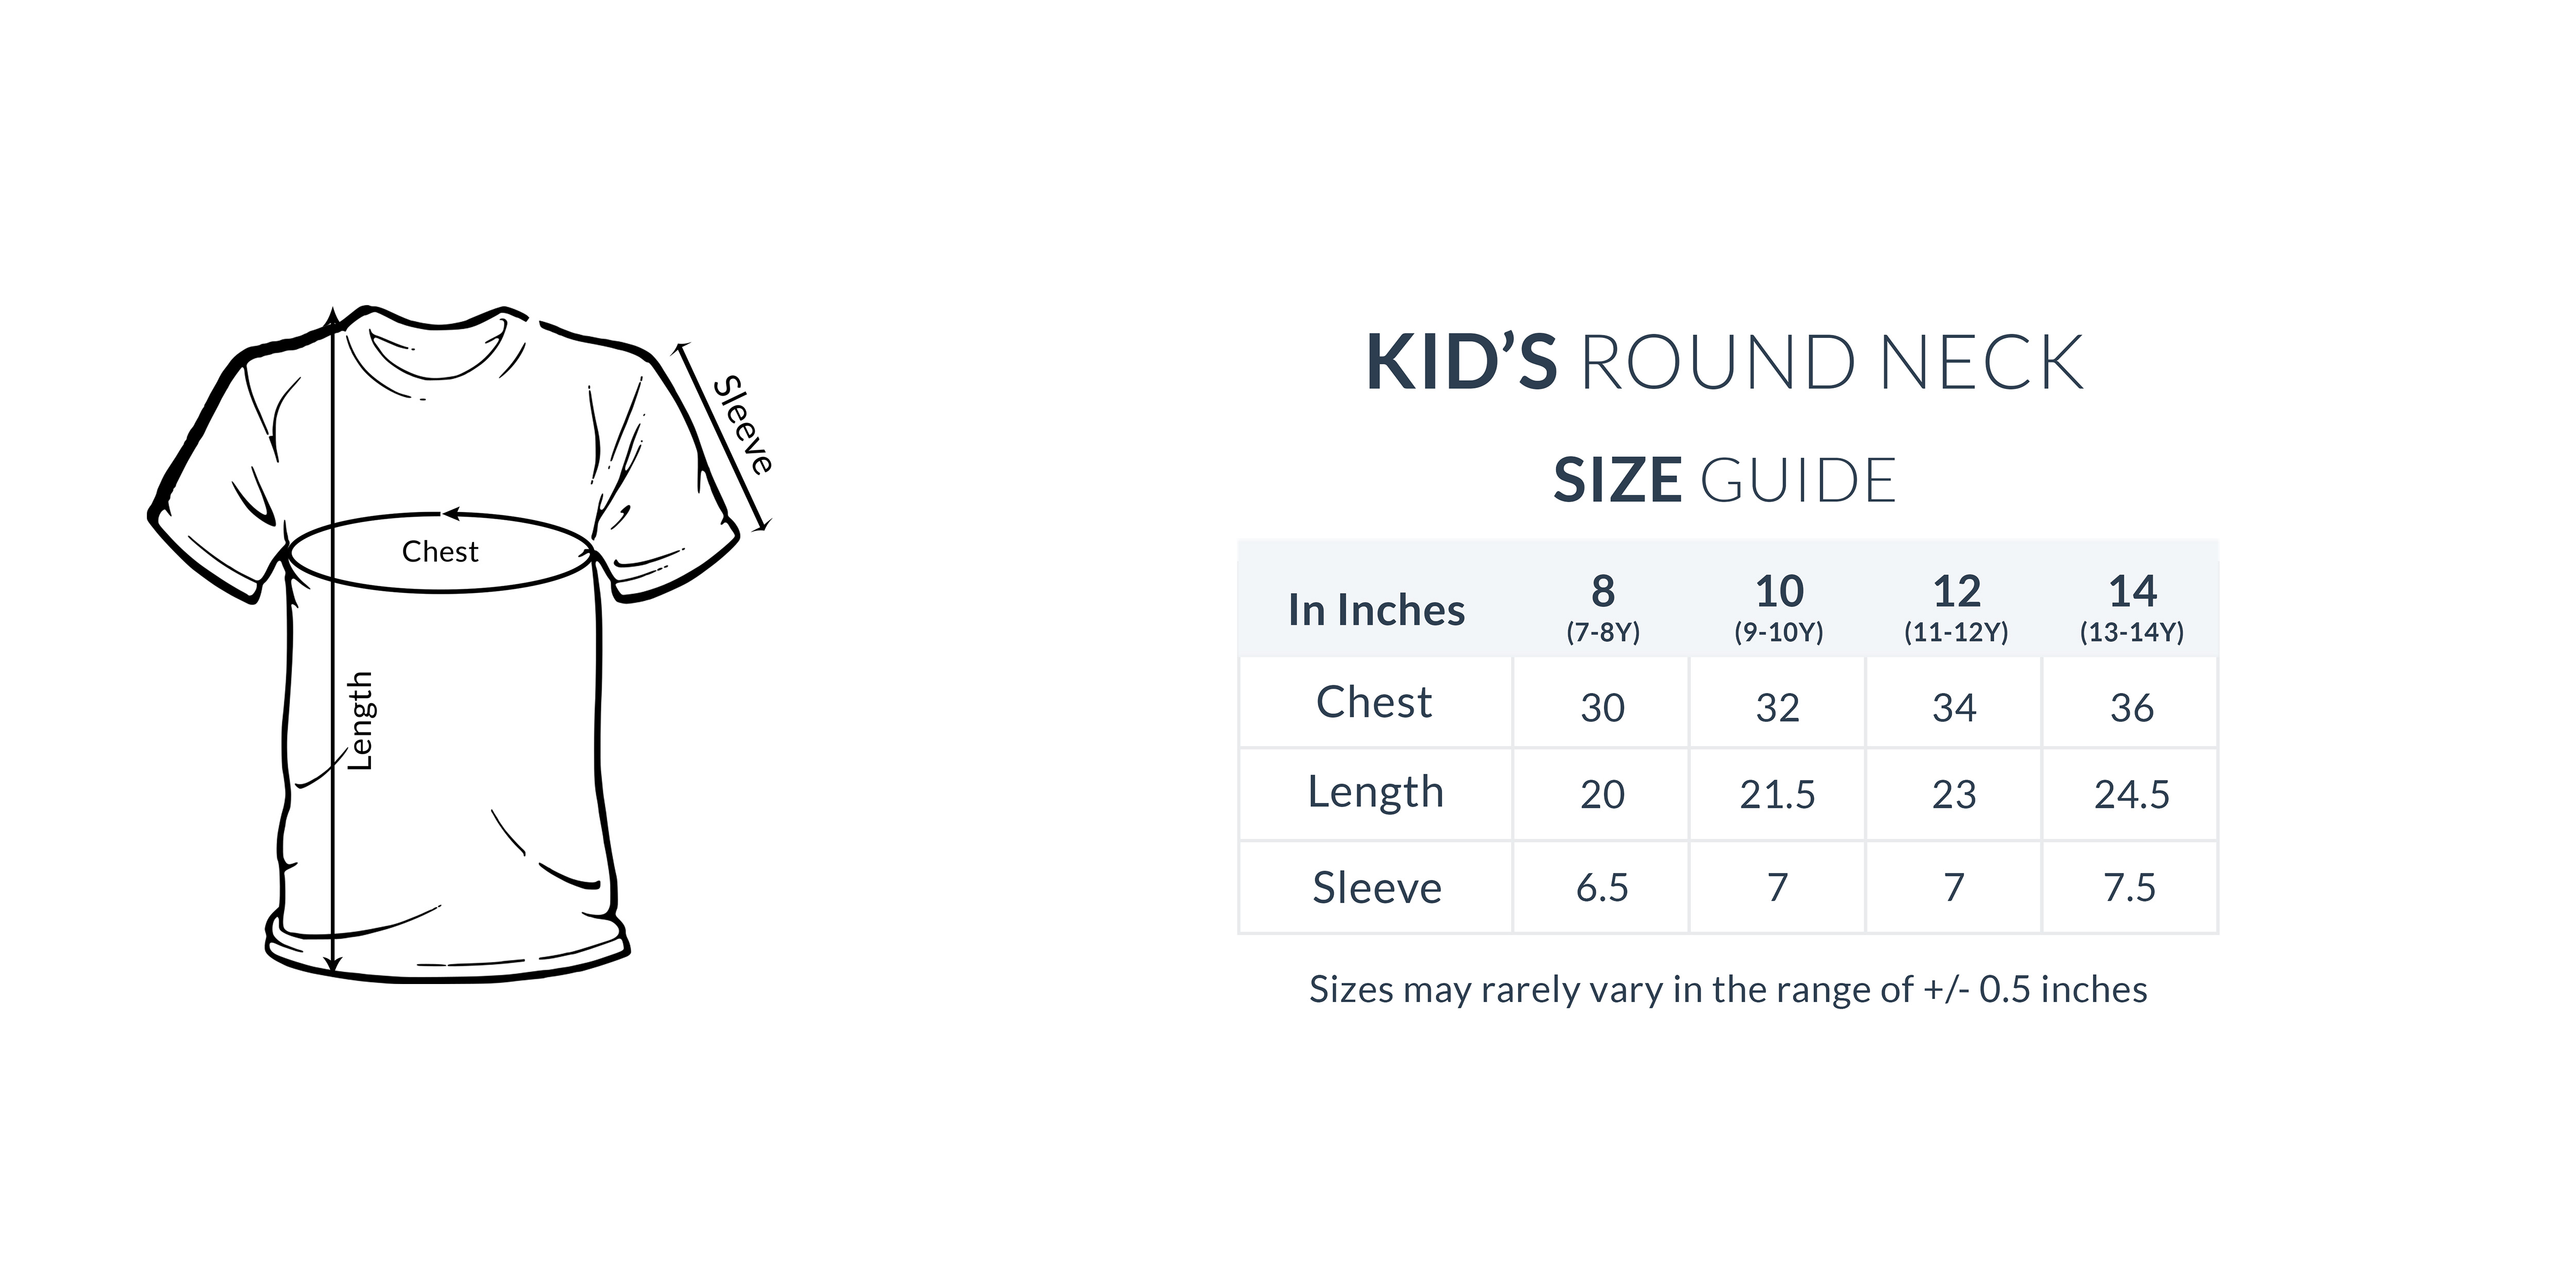 Sleeve
Chest
Length
KID’S ROUND NECK
SIZE GUIDE
In Inches 8 10 12 14
(7-8Y) (9-10Y) (11-12Y) (13-14Y)
Chest 30 32 34 36
Length 20 21.5 23 24.5
Sleeve 6.5 7 7 7.5
Sizes may rarely vary in the range of +/- 0.5 inches